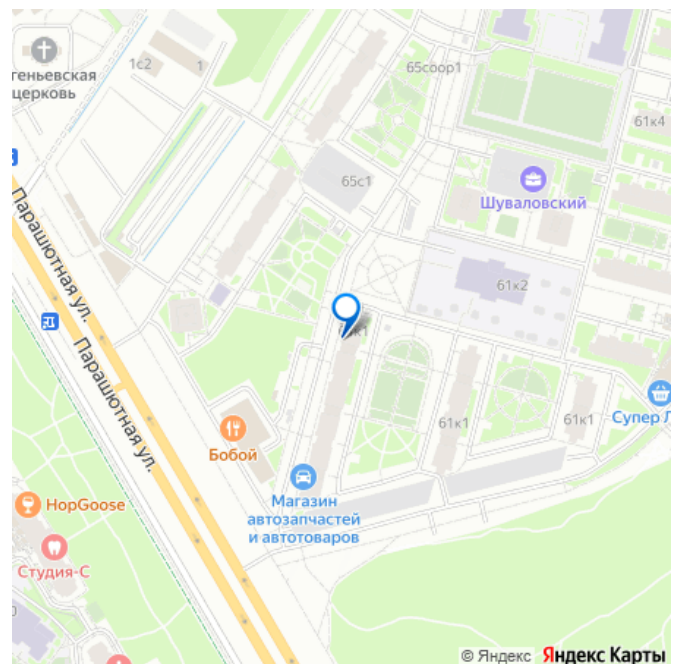 геньевская
церковь
1с2
1
65соор1
61к4
65с1
Шуваловский
Парашютная ул.
61к2
Парашютная ул.
61к1
61к1
Супер Л
Бобой
Магазин
автозапчастей
и автотоваров
HopGoose
Студия-С
© Яндекс Яндекс Карты